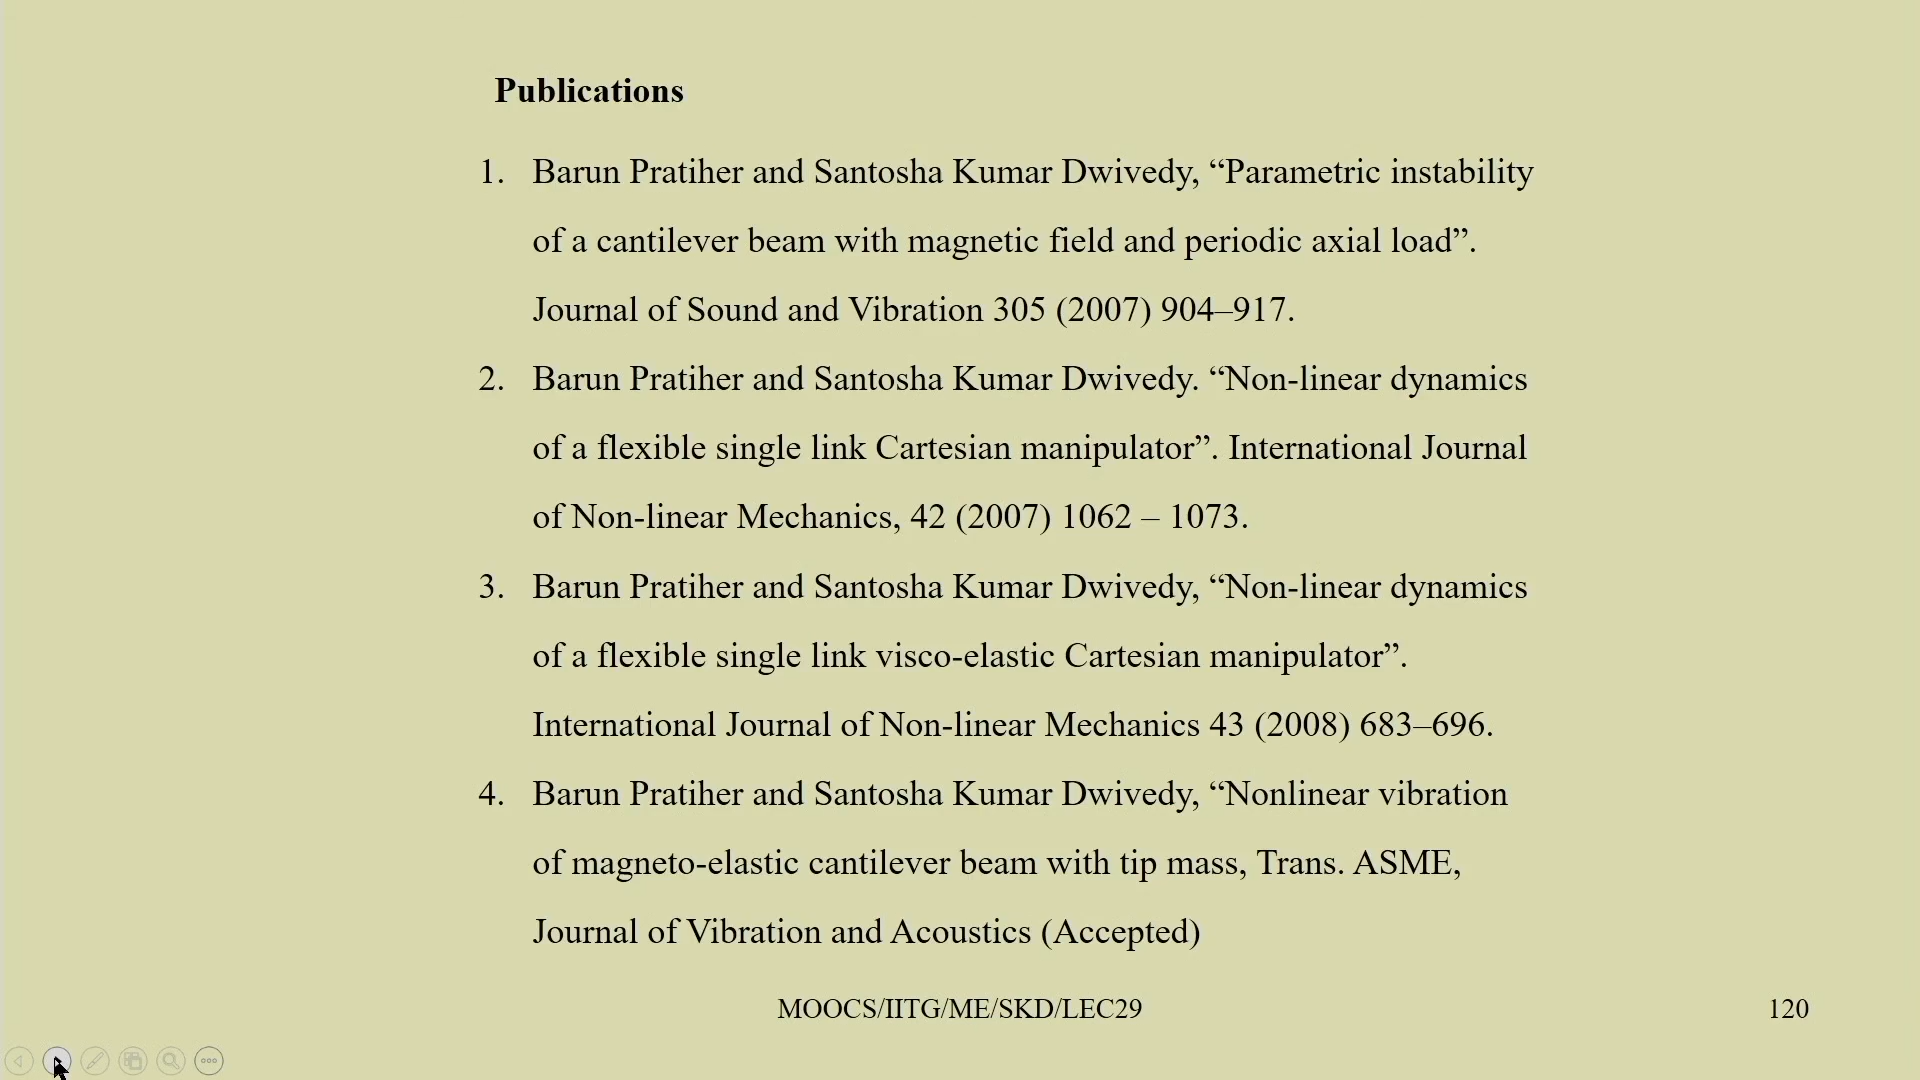 Publications
1. Barun Pratiher and Santosha Kumar Dwivedy, “Parametric instability
of a cantilever beam with magnetic field and periodic axial load”.
Journal of Sound and Vibration 305 (2007) 904–917.
2. Barun Pratiher and Santosha Kumar Dwivedy. “Non-linear dynamics
of a flexible single link Cartesian manipulator”. International Journal
of Non-linear Mechanics, 42 (2007) 1062 – 1073.
3. Barun Pratiher and Santosha Kumar Dwivedy, “Non-linear dynamics
of a flexible single link visco-elastic Cartesian manipulator”.
International Journal of Non-linear Mechanics 43 (2008) 683–696.
4. Barun Pratiher and Santosha Kumar Dwivedy, “Nonlinear vibration
of magneto-elastic cantilever beam with tip mass, Trans. ASME,
Journal of Vibration and Acoustics (Accepted)
MOOCS/IITG/ME/SKD/LEC29
120